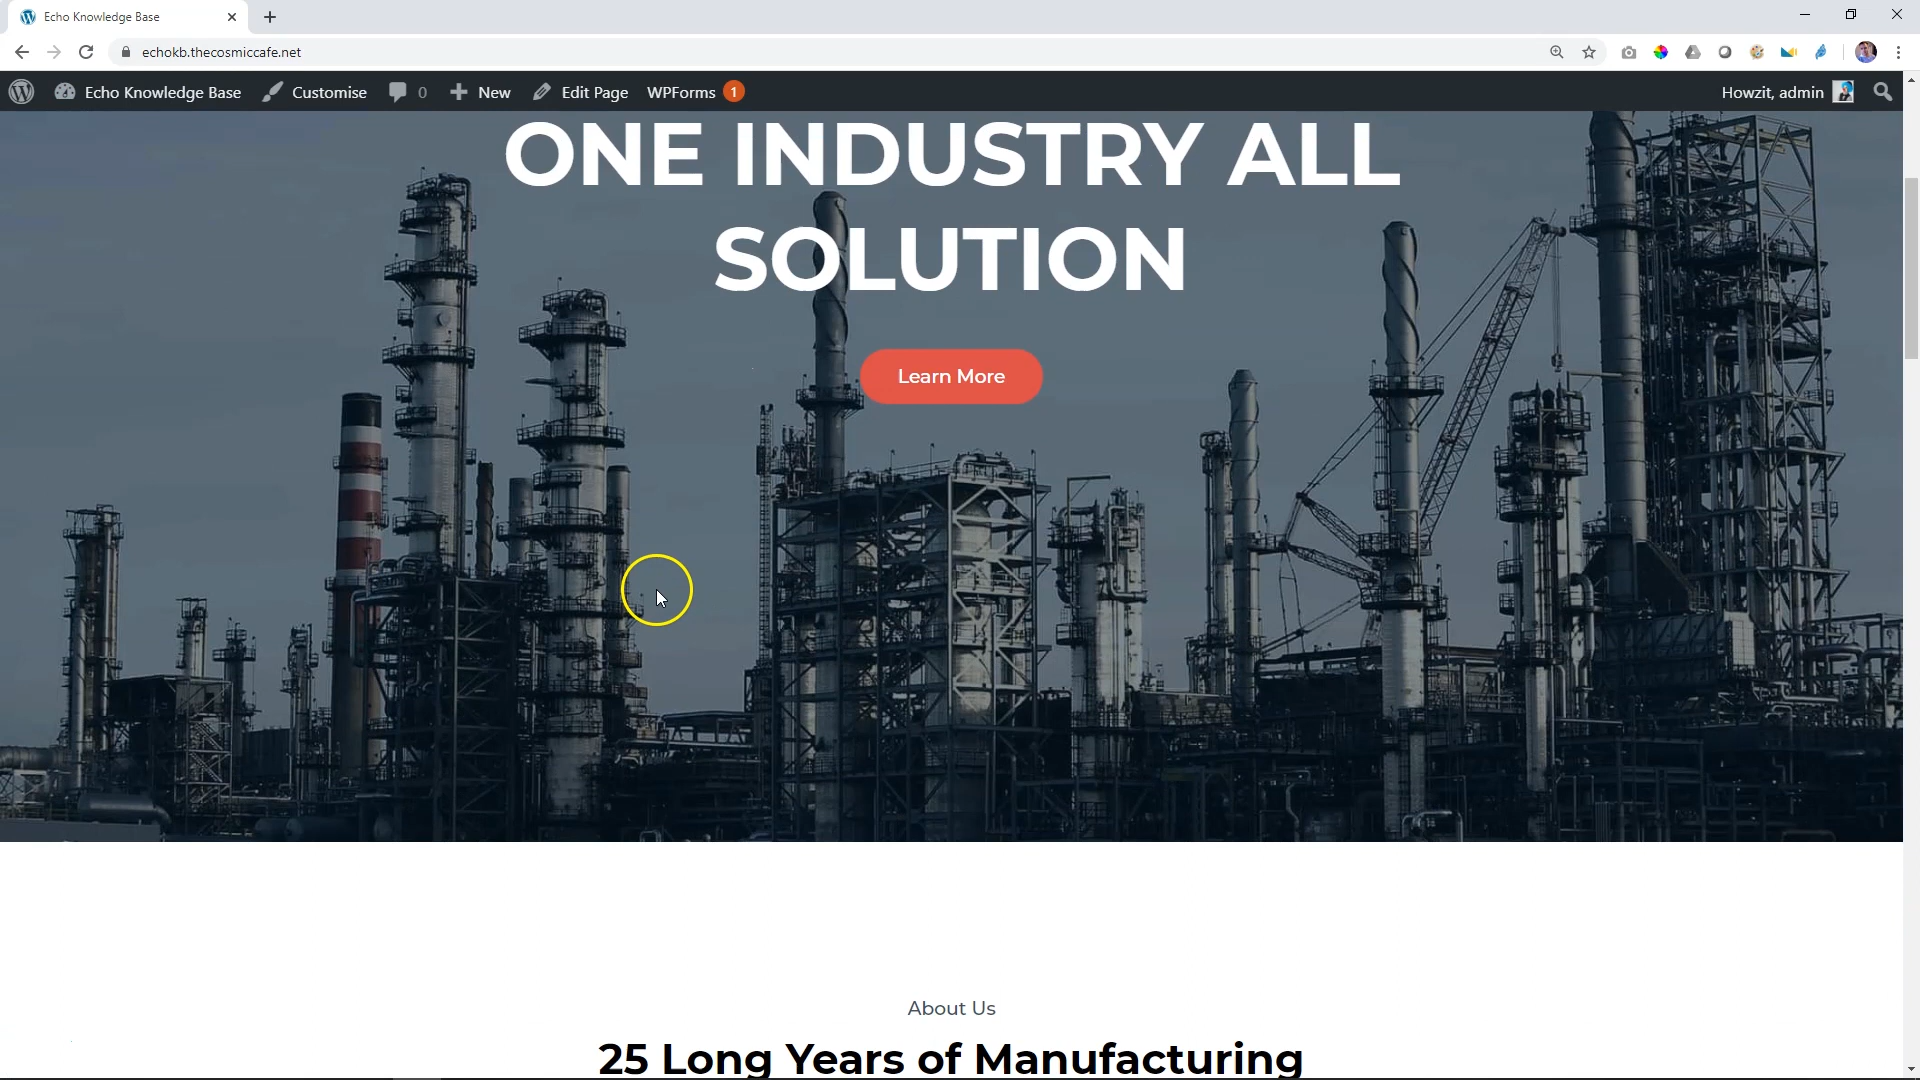 Echo Knowledge Base
echokb.thecosmiccafe.net
Echo Knowledge Base Customise 0 New Edit Page WPForms 1 Howzit, admin
ONE INDUSTRY ALL
SOLUTION
Learn More
About Us
25 Long Years of Manufacturing